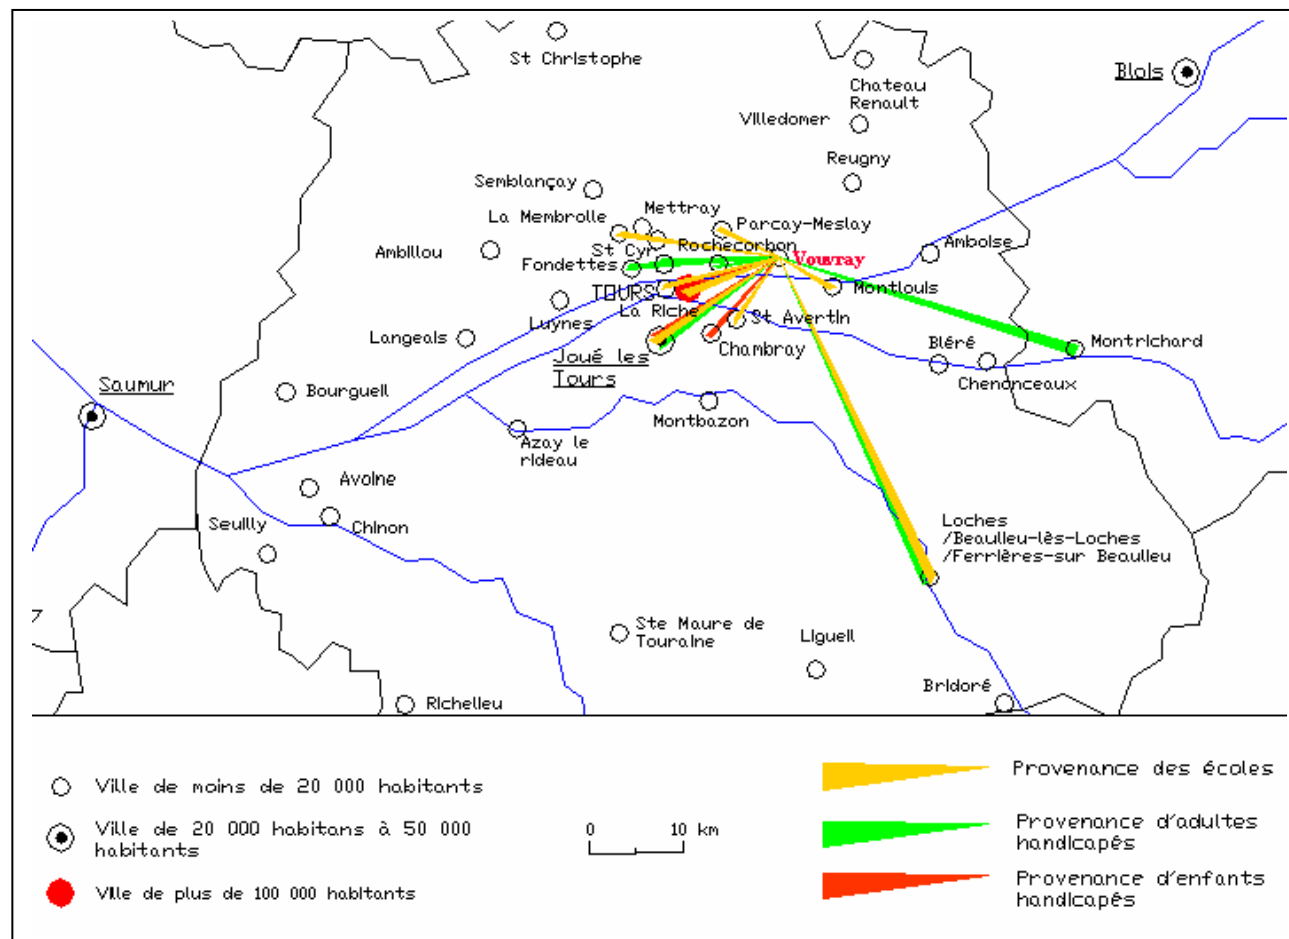 St Christophe
Chateau
Renault
Blois
Villedomer
Reugny
Semblançay
La Membrolle
Mettray
Parcay-Meslay
Ambillou
St Cyr
Rochecorbon
Vouvray
Amboise
Fondettes
TOURS
Montlouis
Luynes
La Riche
St Avertin
Langeais
Chambray
Bléré
Montrichard
Joué les
Tours
Chenonceaux
Saumur
Bourgueil
Montbazon
Azay le
rideau
Avoine
Seuilly
Chinon
Loches
/Beaulieu-lès-Loches
/Ferrières-sur Beaulieu
Ste Maure de
Touraine
Ligueil
Bridoré
Richelieu
Ville de moins de 20 000 habitants
Ville de 20 000 habitans à 50 000
habitants
Ville de plus de 100 000 habitants
0 10 km
Provenance des écoles
Provenance d'adultes
handicapés
Provenance d'enfants
handicapés